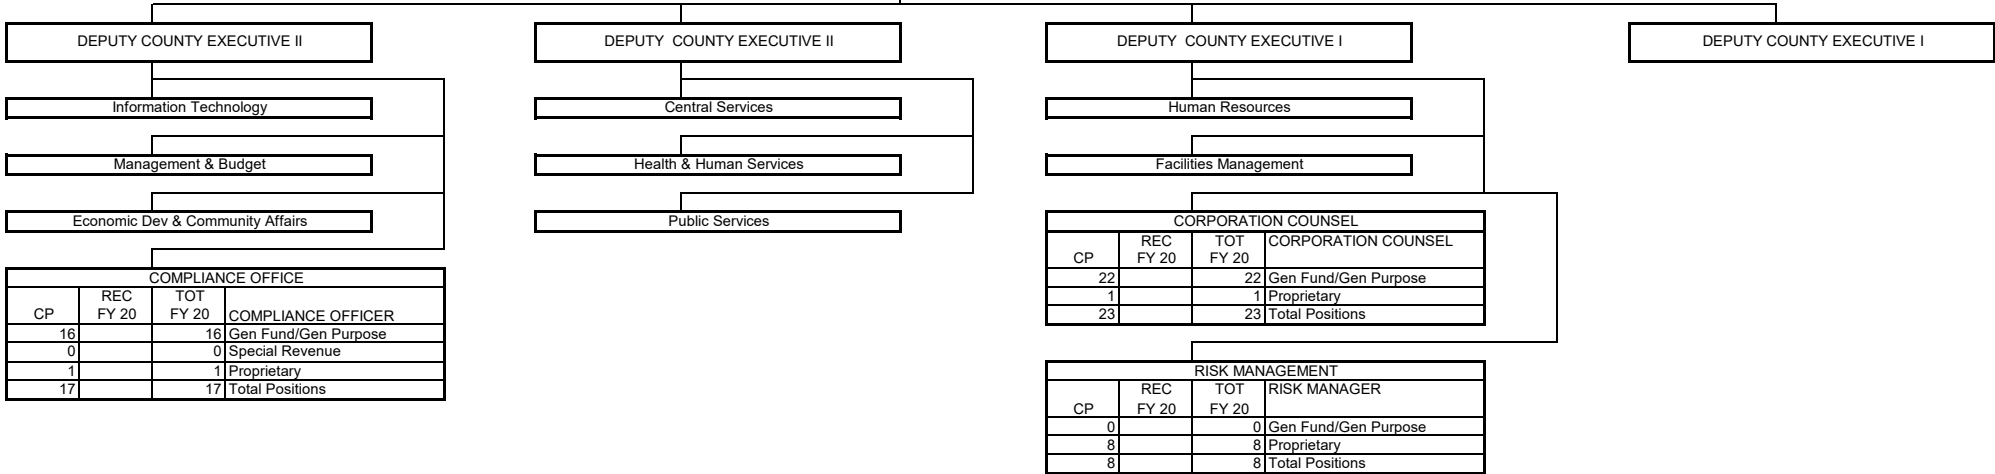 DEPUTY COUNTY EXECUTIVE II
DEPUTY COUNTY EXECUTIVE II
DEPUTY COUNTY EXECUTIVE I
DEPUTY COUNTY EXECUTIVE I
Information Technology
Management & Budget
Economic Dev & Community Affairs
COMPLIANCE OFFICE
REC TOT
CP FY 20 FY 20 COMPLIANCE OFFICER
16 16 Gen Fund/Gen Purpose
0 0 Special Revenue
1 1 Proprietary
17 17 Total Positions
Central Services
Health & Human Services
Public Services
Human Resources
Facilities Management
CORPORATION COUNSEL
REC TOT CORPORATION COUNSEL
CP FY 20 FY 20
22 22 Gen Fund/Gen Purpose
1 1 Proprietary
23 23 Total Positions
RISK MANAGEMENT
REC TOT RISK MANAGER
CP FY 20 FY 20
0 0 Gen Fund/Gen Purpose
8 8 Proprietary
8 8 Total Positions